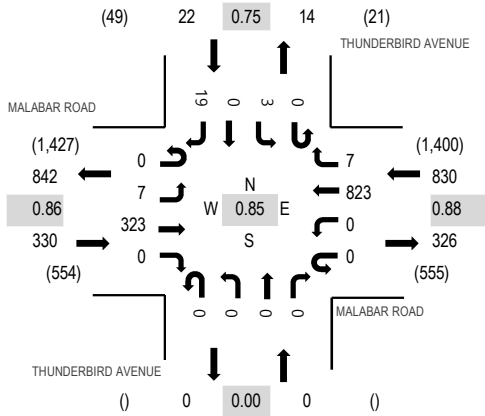 (49) 22 0.75 14 (21)
THUNDERBIRD AVENUE
MALABAR ROAD
19 0 3 0
(1,427) (1,400)
0 7
842 830
7 N 823
0.86 W 0.85 E 0.88
323 S 0
330 326
0 0
(554) (555)
0 0 0 0
MALABAR ROAD
THUNDERBIRD AVENUE
() 0 0.00 0 ()